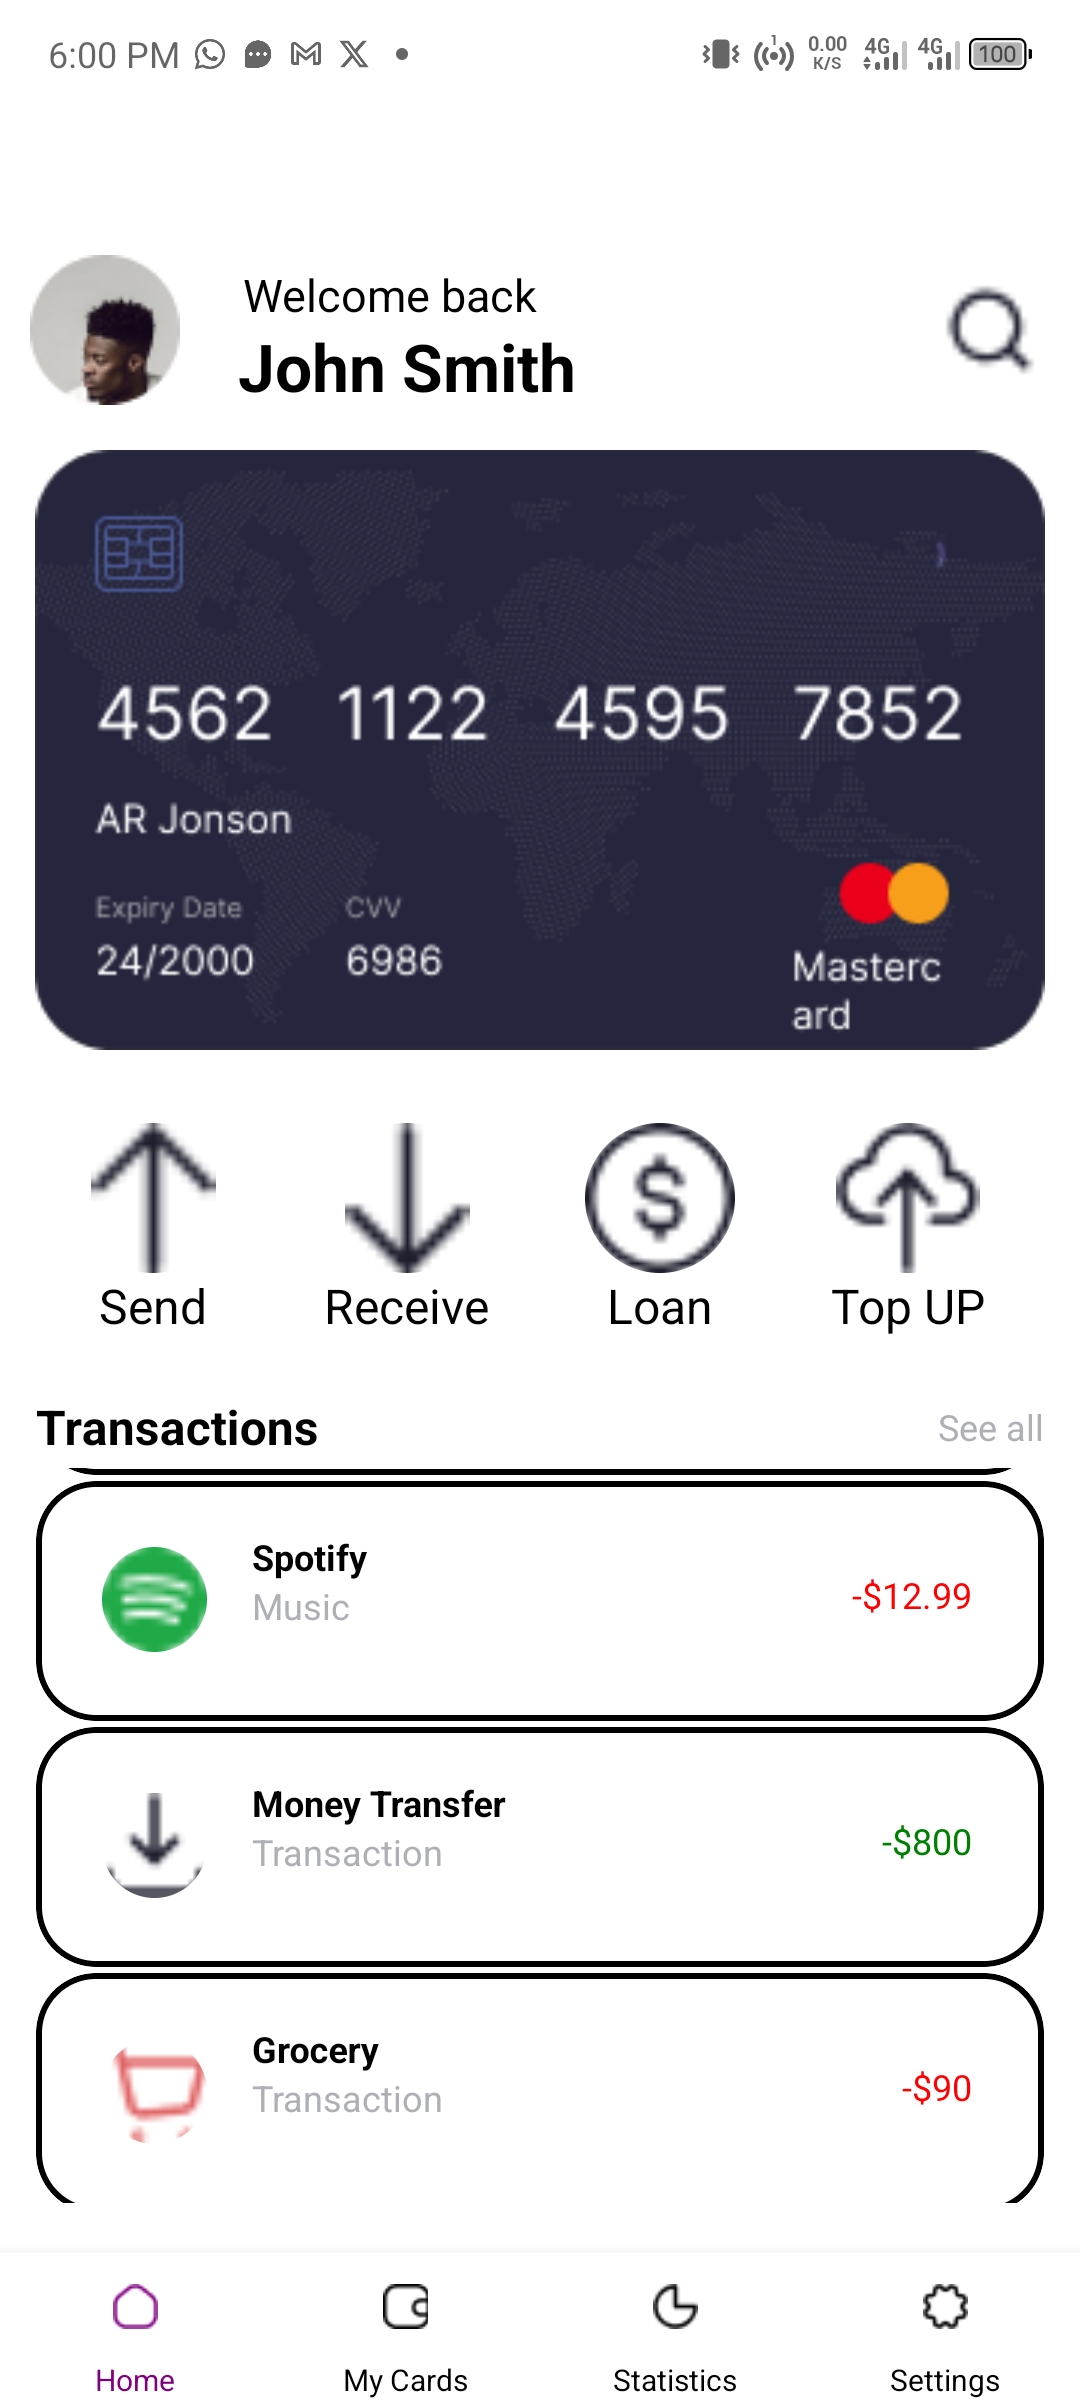 6:00 PM
1
0.00
K/S
4G
4G
100
Welcome back
John Smith
4562 1122 4595 7852
AR Jonson
Expiry Date CVV
24/2000 6986
Masterc
ard
Send Receive Loan Top UP
Transactions See all
Spotify
Music
-$12.99
Money Transfer
Transaction
-$800
Grocery
Transaction
-$90
Home My Cards Statistics Settings